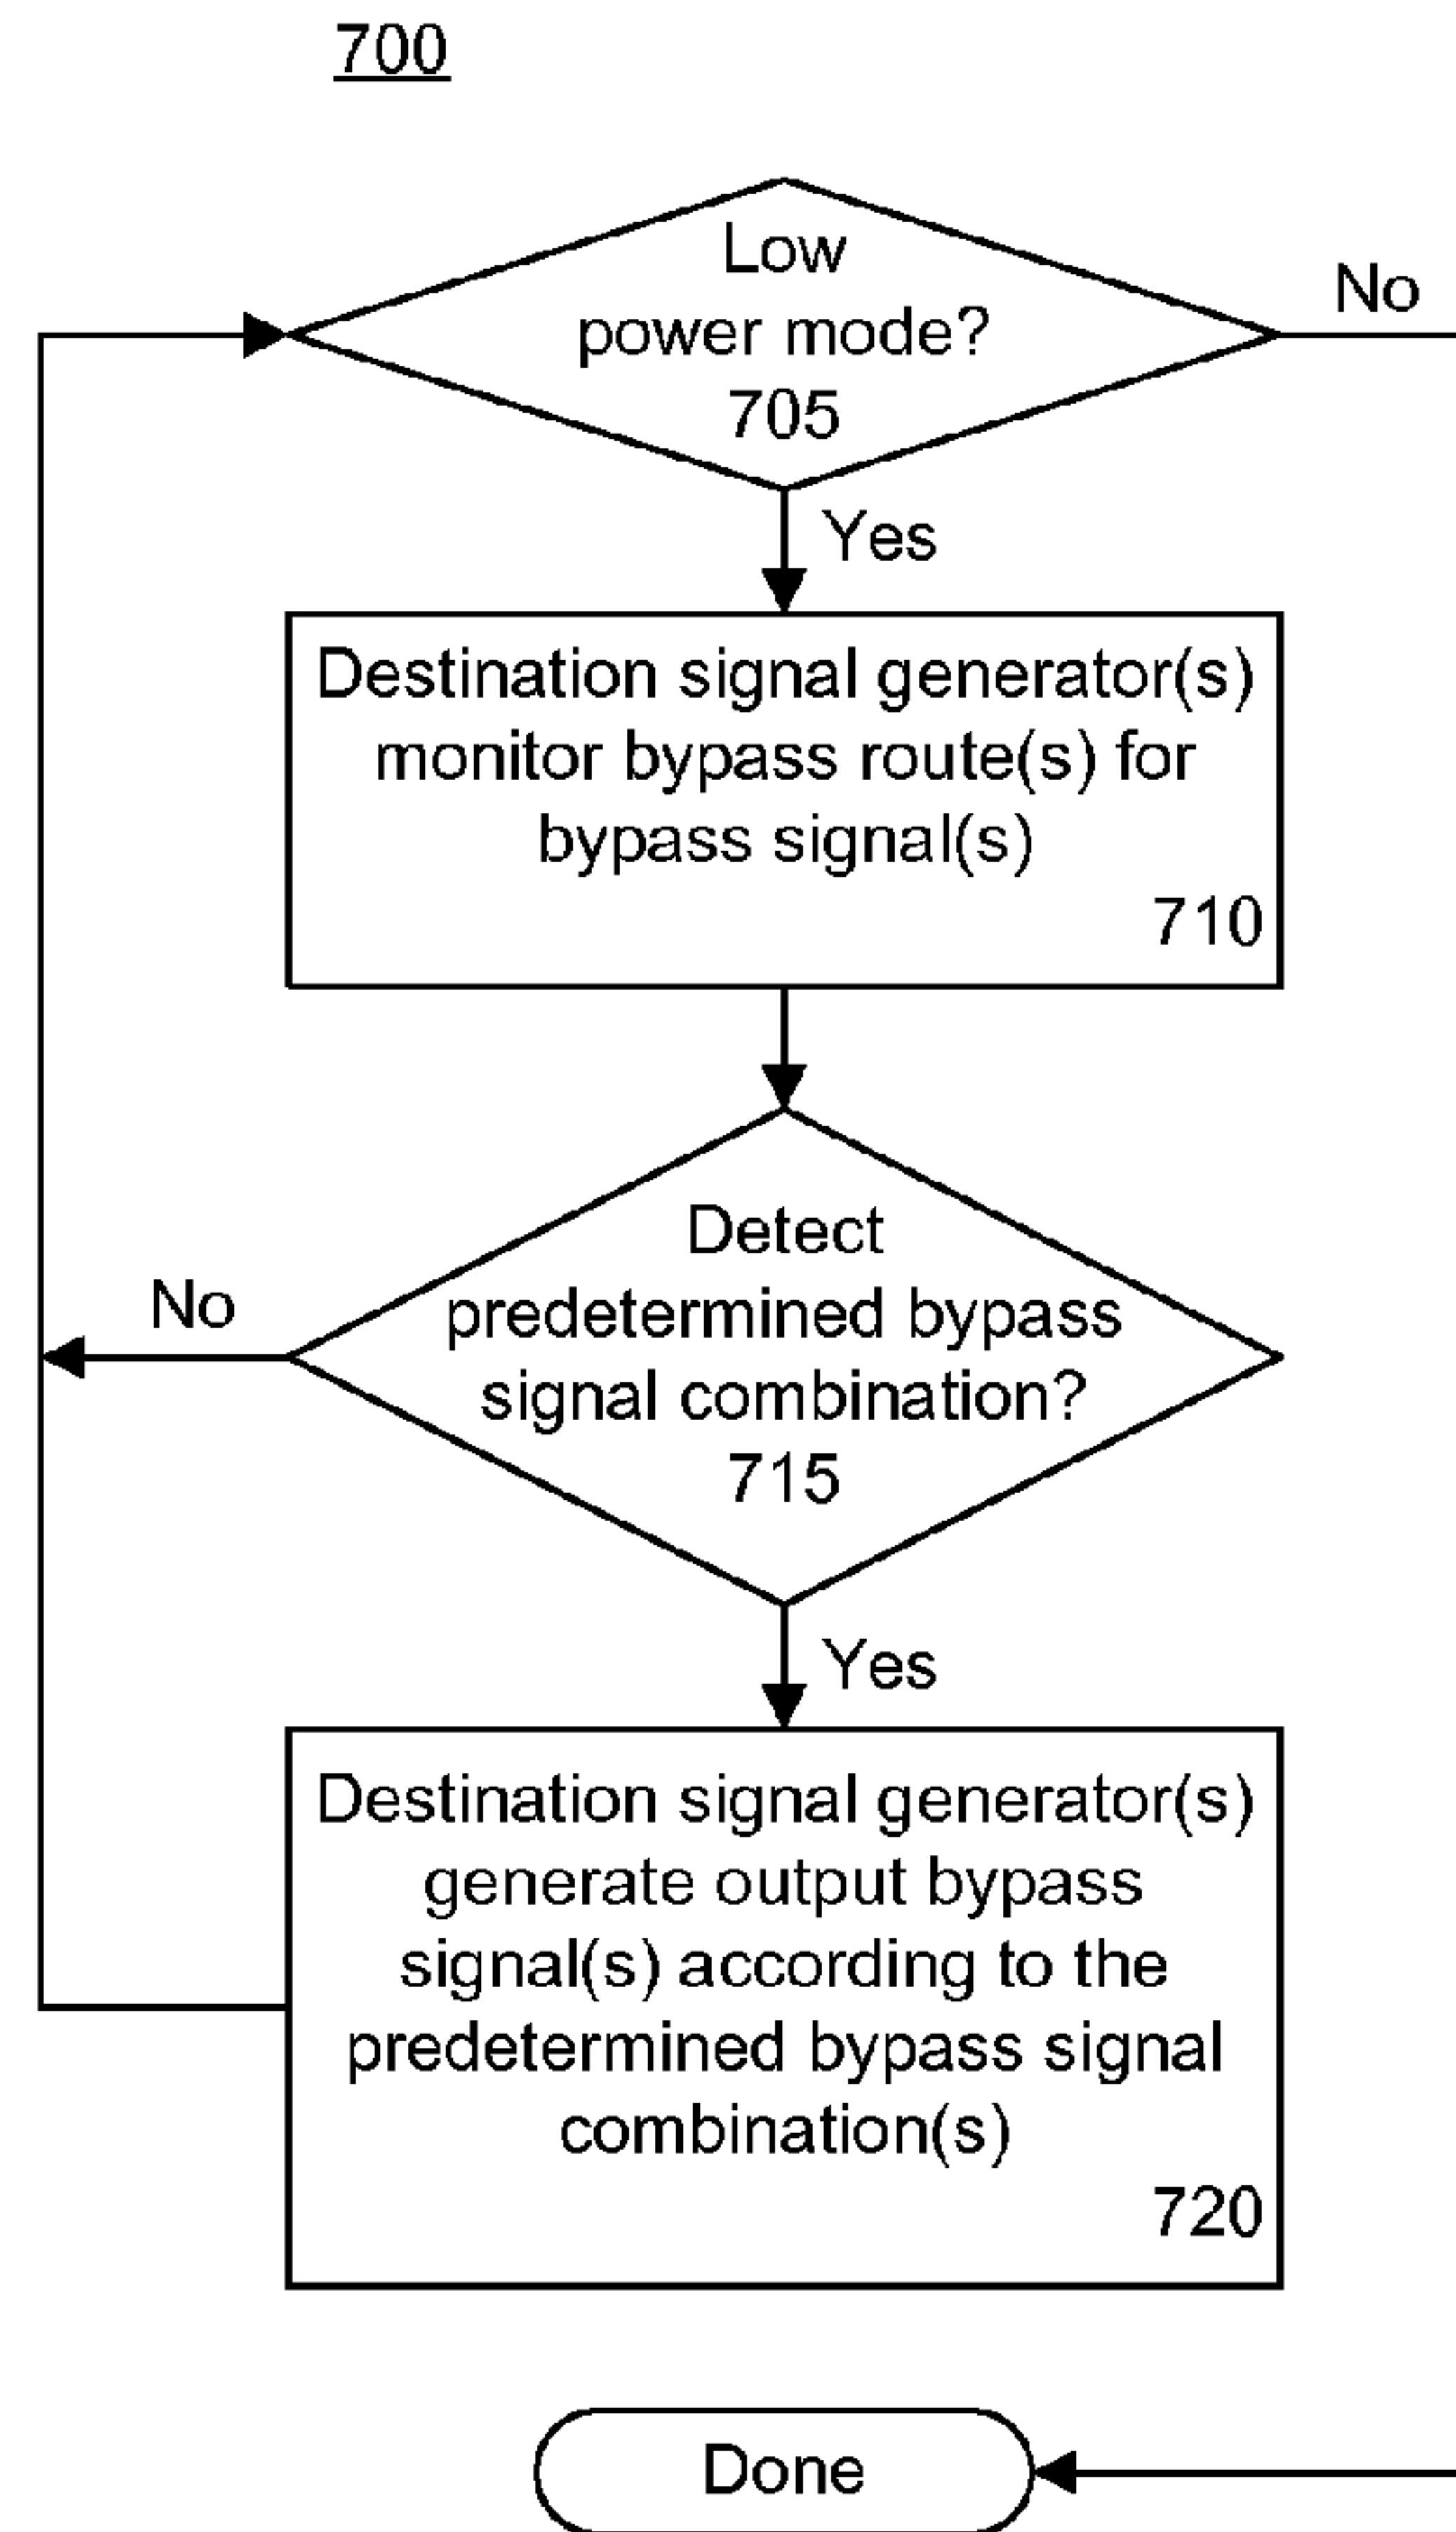 700
Low
power mode?
705
No
Yes
Destination signal generator(s)
monitor bypass route(s) for
bypass signal(s)
710
Detect
predetermined bypass
signal combination?
715
No
Yes
Destination signal generator(s)
generate output bypass
signal(s) according to the
predetermined bypass signal
combination(s)
720
Done